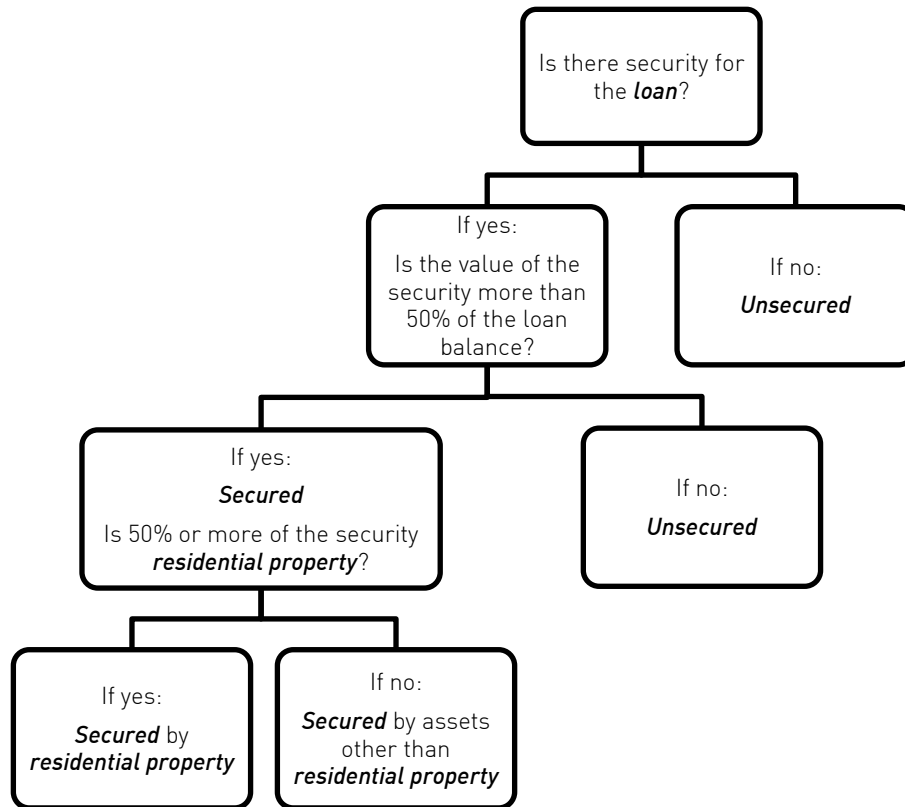 Is there security for
the loan?
If yes:
Is the value of the
security more than
50% of the loan
balance?
If no:
Unsecured
If yes:
Secured
Is 50% or more of the security
residential property?
If no:
Unsecured
If yes:
Secured by
residential property
If no:
Secured by assets
other than
residential property